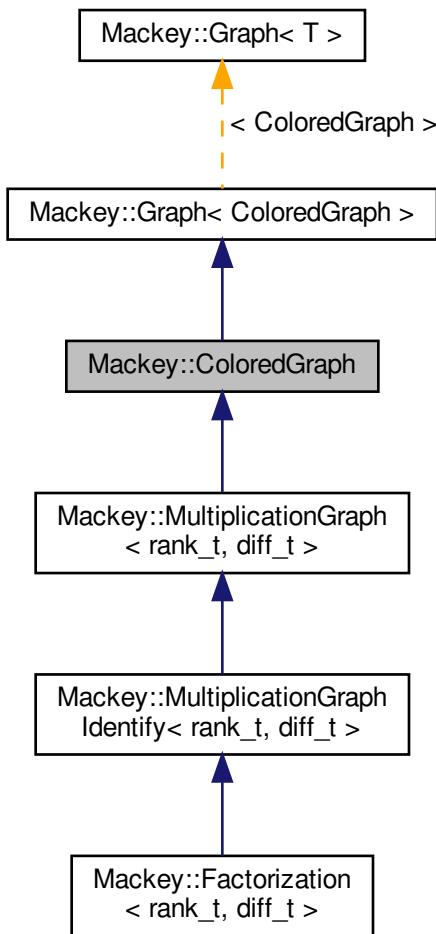 Mackey::Graph< T >
< ColoredGraph >
Mackey::Graph< ColoredGraph >
Mackey::ColoredGraph
Mackey::MultiplicationGraph
< rank_t, diff_t >
Mackey::MultiplicationGraph
Identify< rank_t, diff_t >
Mackey::Factorization
< rank_t, diff_t >